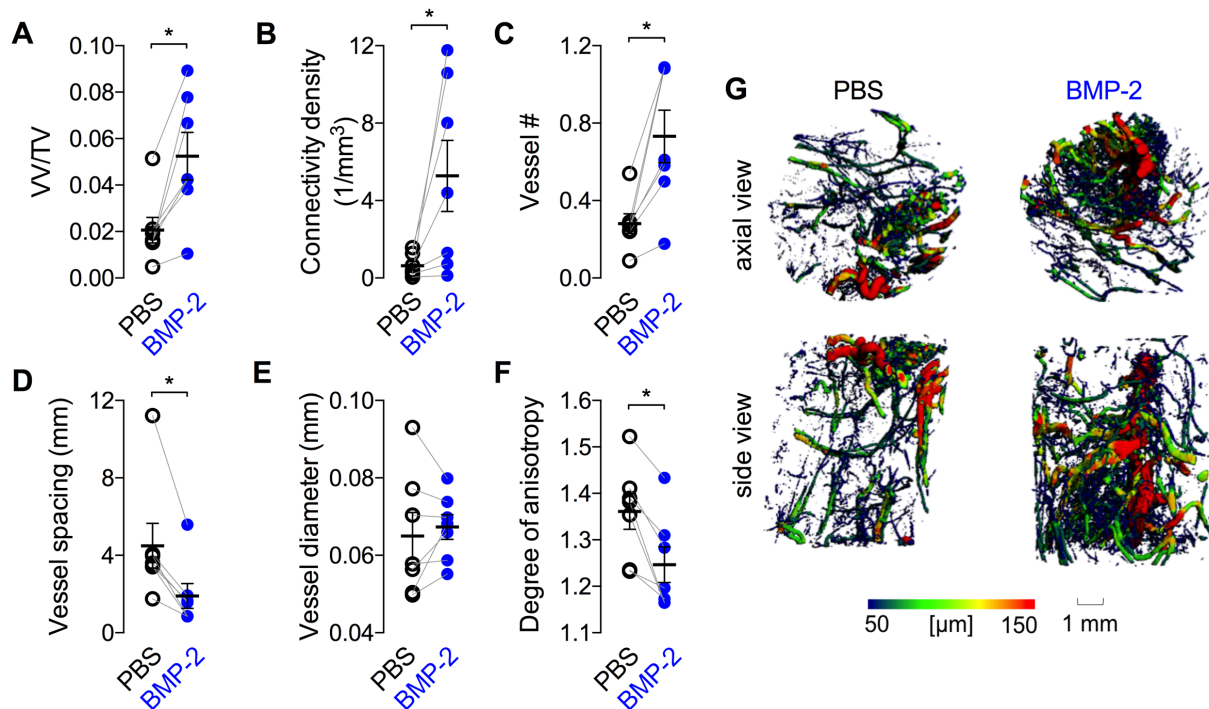 A
VV/TV
0.10
0.08
0.06
0.04
0.02
0.00
*
PBS
BMP-2
B
Connectivity density
(1/mm³)
12
8
4
0
*
PBS
BMP-2
C
Vessel #
1.2
0.8
0.4
0.0
*
PBS
BMP-2
D
Vessel spacing (mm)
12
8
4
0
*
PBS
BMP-2
E
Vessel diameter (mm)
0.10
0.08
0.06
0.04
PBS
BMP-2
F
Degree of anisotropy
1.6
1.5
1.4
1.3
1.2
1.1
*
PBS
BMP-2
G
PBS
BMP-2
axial view
side view
50 [µm] 150
1 mm